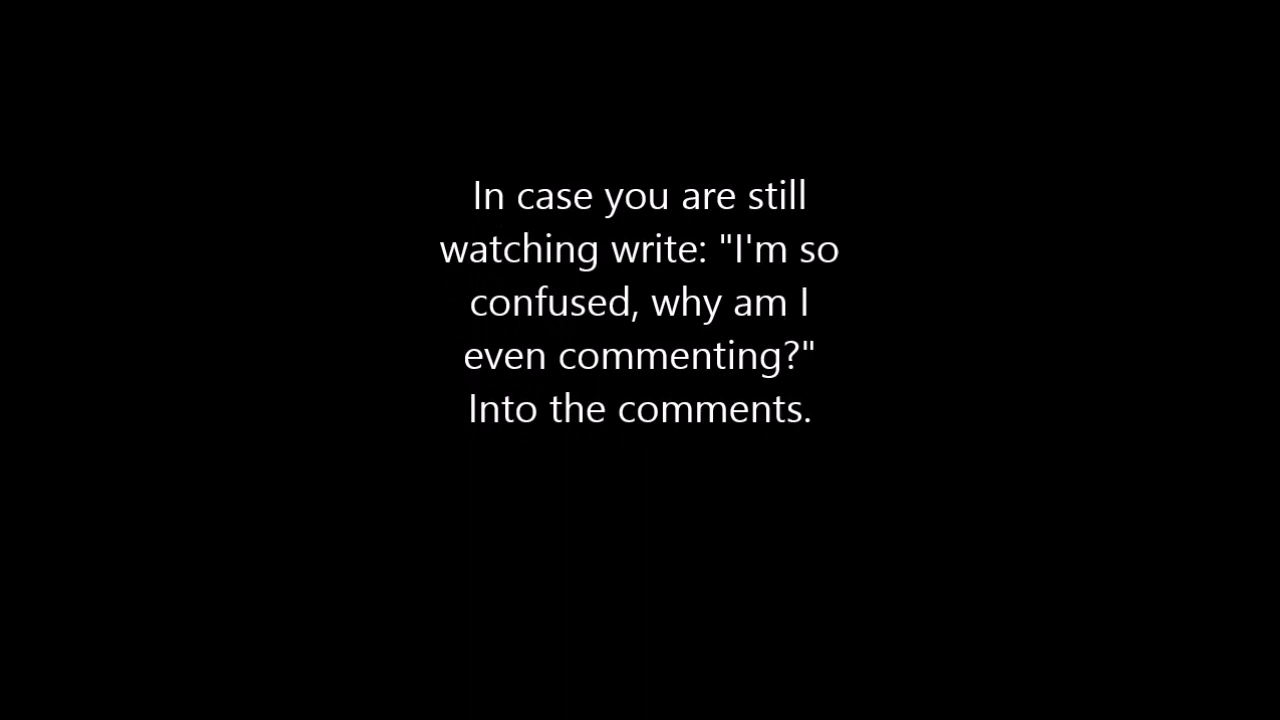 In case you are still
watching write: "I'm so
confused, why am I
even commenting?"
Into the comments.